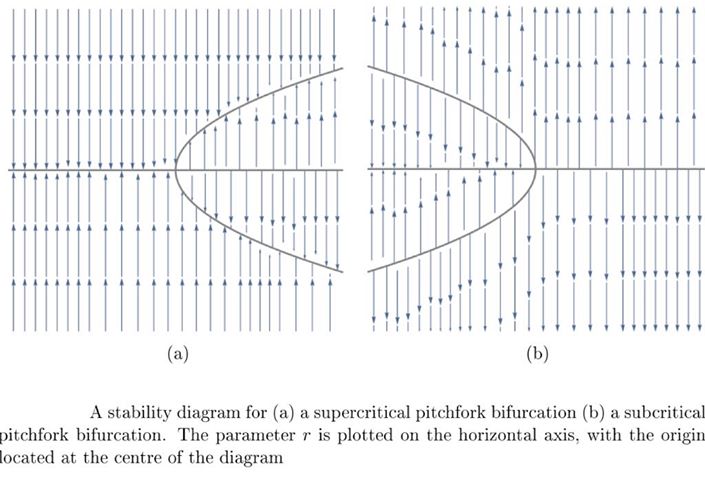 (a)
(b)
A stability diagram for (a) a supercritical pitchfork bifurcation (b) a subcritical
pitchfork bifurcation. The parameter r is plotted on the horizontal axis, with the origin
located at the centre of the diagram